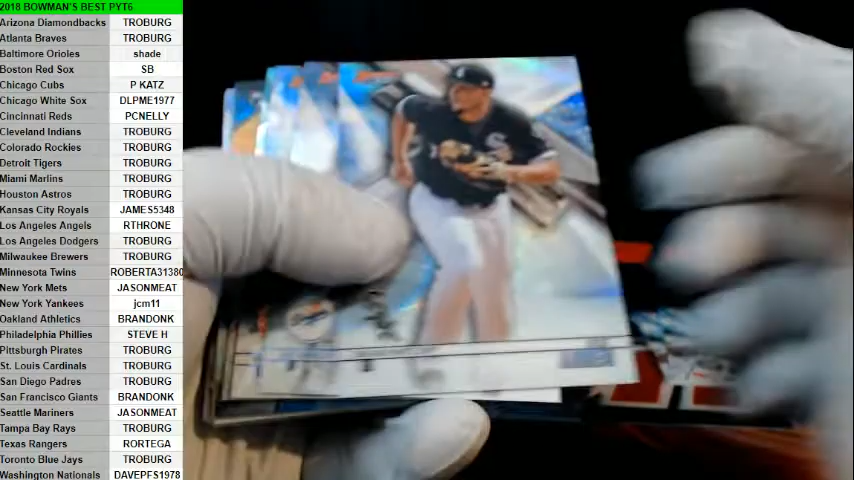 2018 BOWMAN'S BEST PYT6
Arizona Diamondbacks TROBURG
Atlanta Braves TROBURG
Baltimore Orioles shade
Boston Red Sox SB
Chicago Cubs P KATZ
Chicago White Sox DLPME1977
Cincinnati Reds PCNELLY
Cleveland Indians TROBURG
Colorado Rockies TROBURG
Detroit Tigers TROBURG
Miami Marlins TROBURG
Houston Astros TROBURG
Kansas City Royals JAMES5348
Los Angeles Angels RTHRONE
Los Angeles Dodgers TROBURG
Milwaukee Brewers TROBURG
Minnesota Twins ROBERTA31380
New York Mets JASONMEAT
New York Yankees jcm11
Oakland Athletics BRANDONK
Philadelphia Phillies STEVE H
Pittsburgh Pirates TROBURG
St. Louis Cardinals TROBURG
San Diego Padres TROBURG
San Francisco Giants BRANDONK
Seattle Mariners JASONMEAT
Tampa Bay Rays TROBURG
Texas Rangers RORTEGA
Toronto Blue Jays TROBURG
Washington Nationals DAVEPFS1978